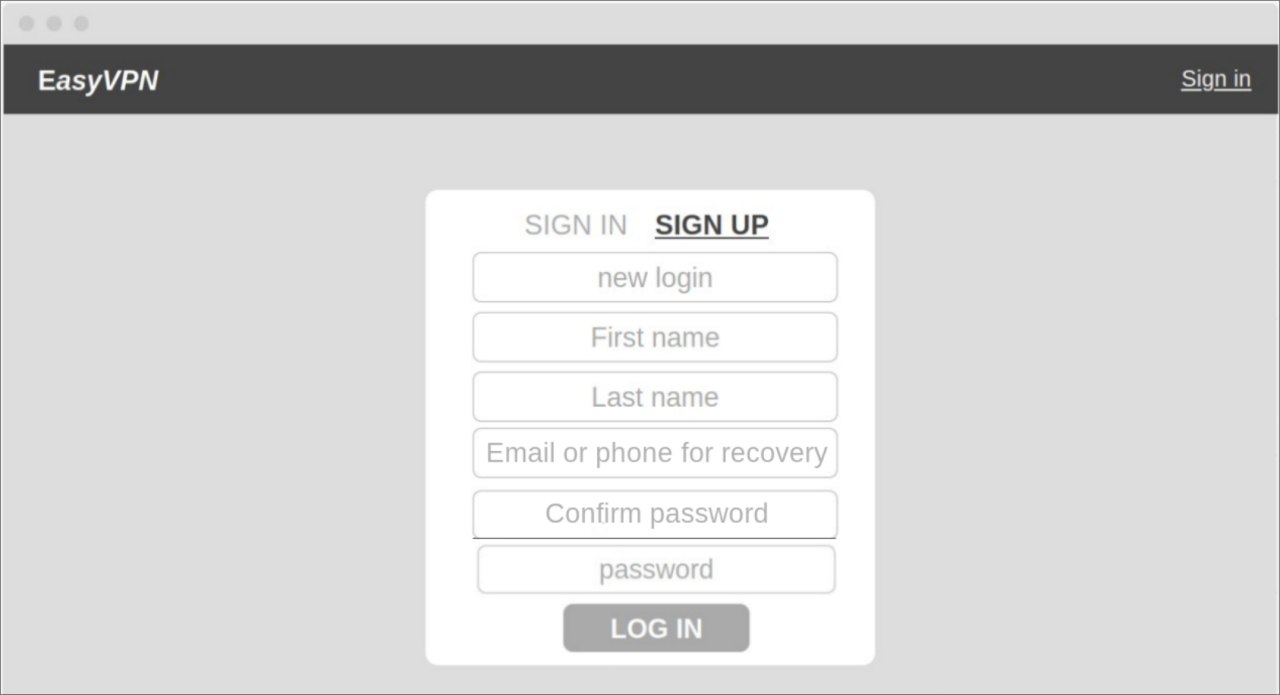 EasyVPN
Sign in
SIGN IN SIGN UP
new login
First name
Last name
Email or phone for recovery
Confirm password
password
LOG IN